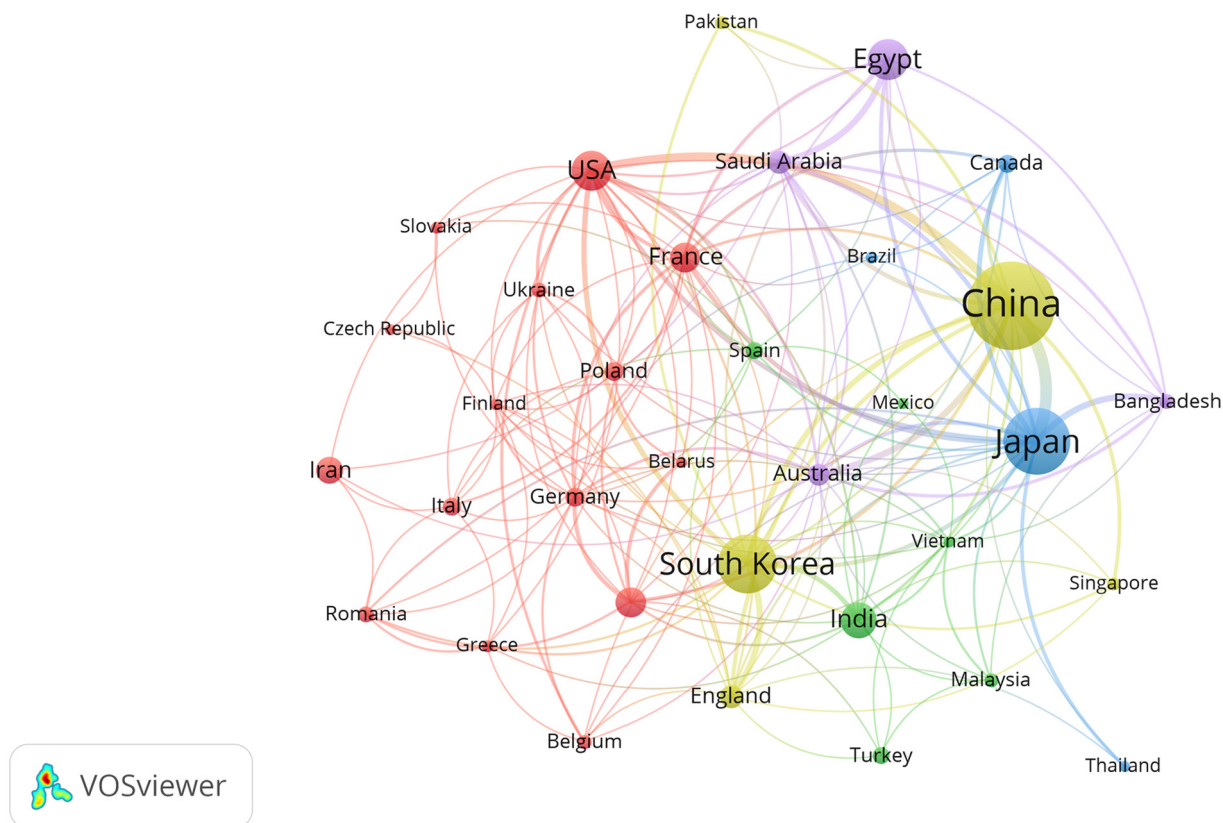 Pakistan
Egypt
USA
Saudi Arabia
Canada
Slovakia
France
Brazil
Ukraine
China
Czech Republic
Spain
Poland
Finland
Mexico
Bangladesh
Japan
Iran
Belarus
Australia
Italy
Germany
Vietnam
South Korea
Singapore
Romania
India
Greece
Malaysia
England
Belgium
Turkey
Thailand
VOSviewer